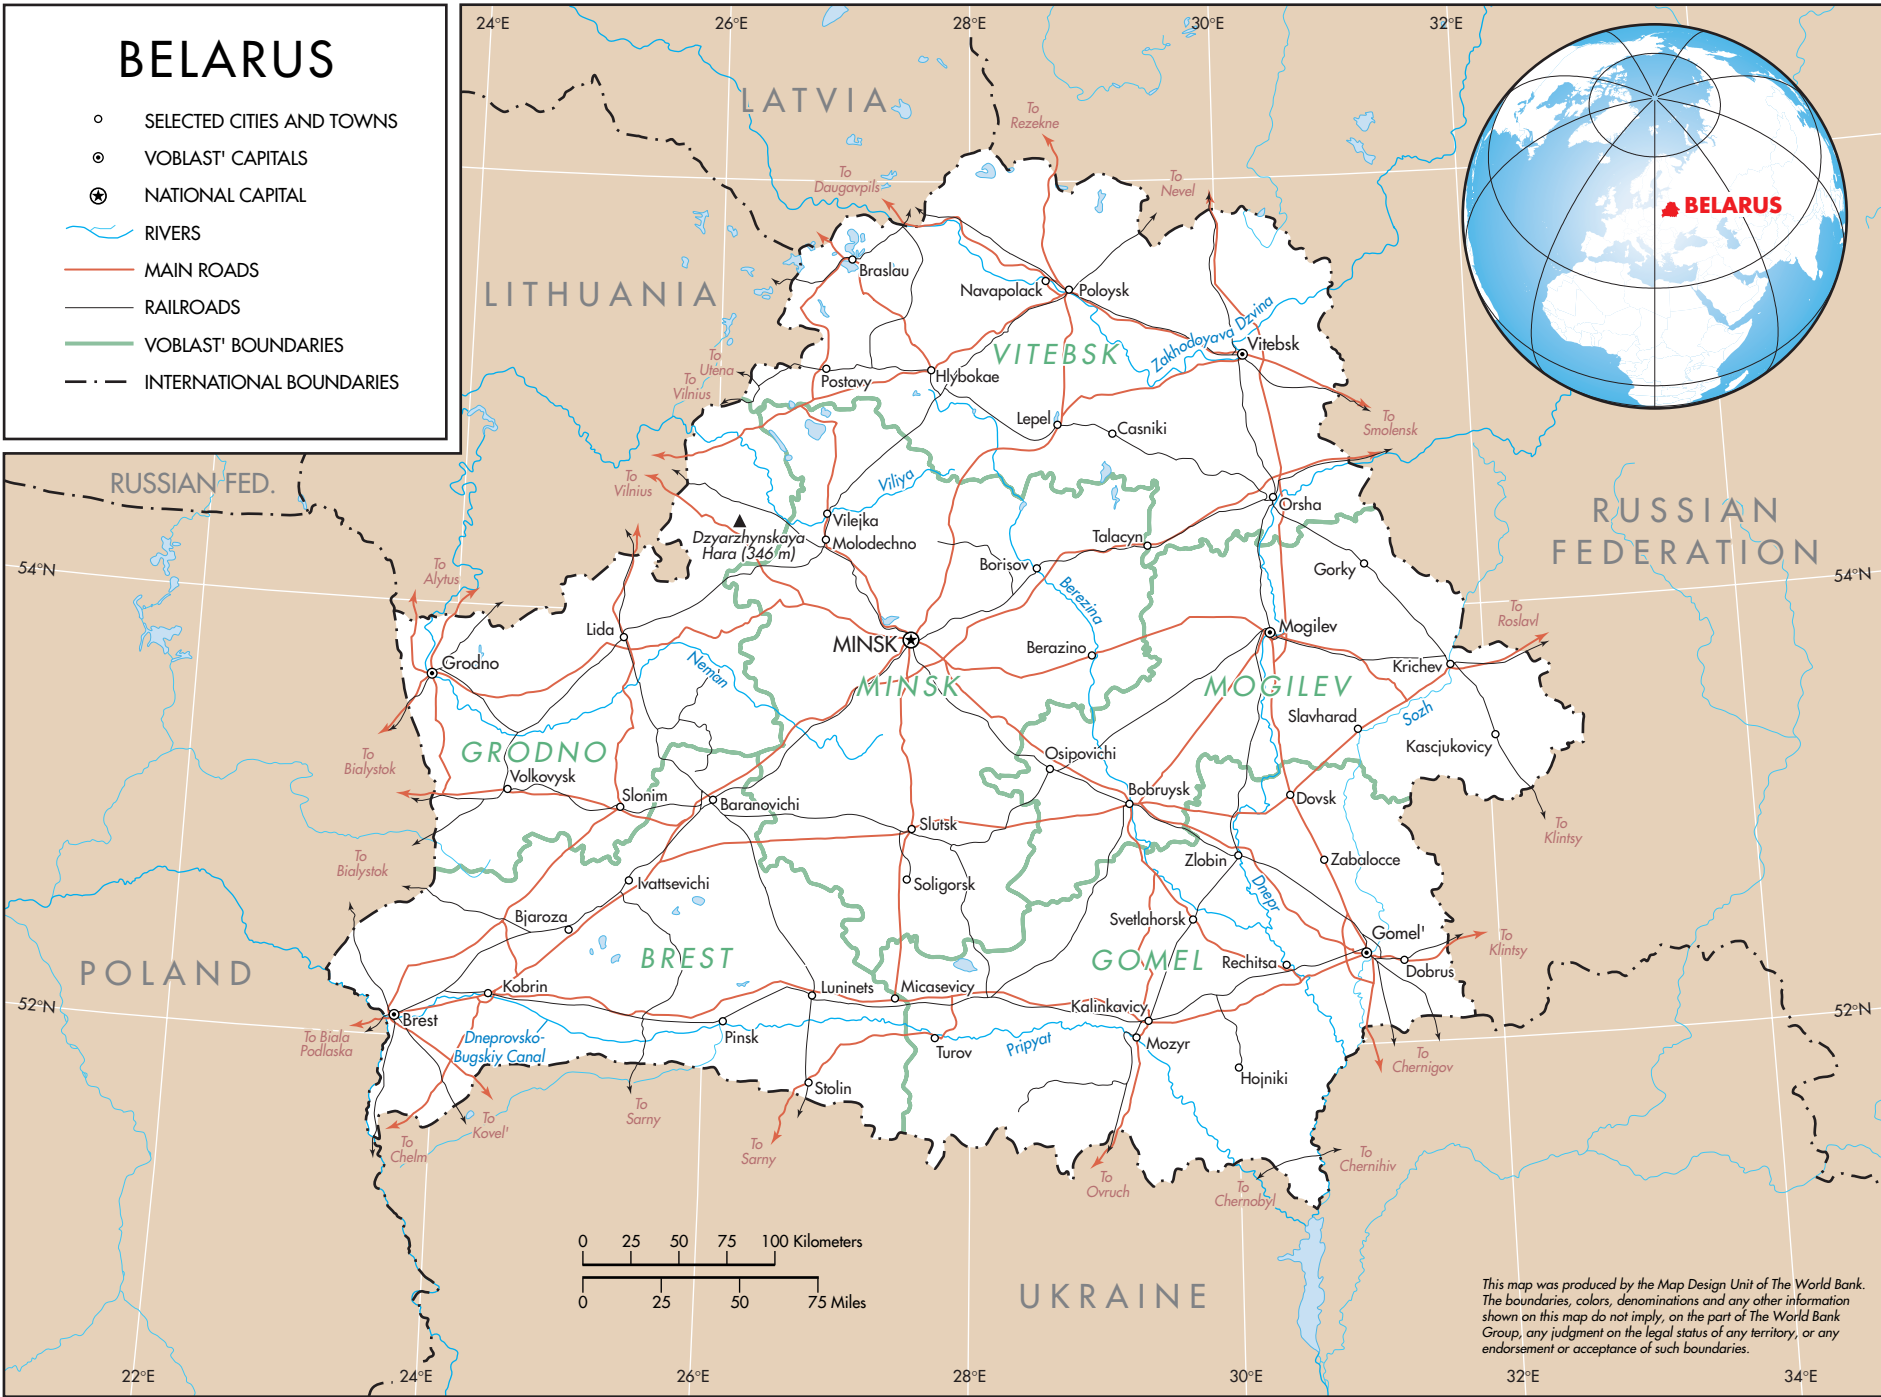 BELARUS
SELECTED CITIES AND TOWNS
VOBLAST' CAPITALS
NATIONAL CAPITAL
RIVERS
MAIN ROADS
RAILROADS
VOBLAST' BOUNDARIES
INTERNATIONAL BOUNDARIES
24°E
26°E
28°E
30°E
32°E
LATVIA
LITHUANIA
RUSSIAN FED.
RUSSIAN
FEDERATION
POLAND
UKRAINE
BELARUS
To
Rezekne
To
Daugavpils
To
Nevel
To
Utena
To
Vilnius
To
Smolensk
To
Vilnius
To
Alytus
To
Roslavl
To
Bialystok
To
Klintsy
To
Bialystok
To
Klintsy
To Biala
Podlaska
To
Chernigov
To
Kovel'
To
Chelm
To
Sarny
To
Sarny
To
Ovruch
To
Chernobyl
To
Chernihiv
Braslau
Navapolack
Poloysk
Zakhodoyava Dzvina
Vitebsk
VITEBSK
Postavy
Hlybokae
Lepel
Casniki
Viliya
Vilejka
Molodechno
Dzyarzhynskaya
Hara (346 m)
Orsha
Talacyn
Borisov
Gorky
Berezina
54°N
54°N
Lida
MINSK
Berazino
Mogilev
Krichev
Grodno
Neman
MINSK
MOGILEV
Slavharad
Sozh
Kascjukovicy
GRODNO
Osipovichi
Volkovysk
Slonim
Baranovichi
Bobruysk
Dovsk
Slutsk
Zlobin
Zabalocce
Ivattsevichi
Soligorsk
Dnepr
Bjaroza
Svetlahorsk
Gomel'
BREST
GOMEL
Rechitsa
Dobrus
Kobrin
Luninets
Micasevicy
Kalinkavicy
52°N
52°N
Brest
Dneprovsko-
Bugskiy Canal
Pinsk
Turov
Pripyat
Mozyr
Hojniki
Stolin
0
25
50
75
100 Kilometers
0
25
50
75 Miles
This map was produced by the Map Design Unit of The World Bank.
The boundaries, colors, denominations and any other information
shown on this map do not imply, on the part of The World Bank
Group, any judgment on the legal status of any territory, or any
endorsement or acceptance of such boundaries.
22°E
24°E
26°E
28°E
30°E
32°E
34°E